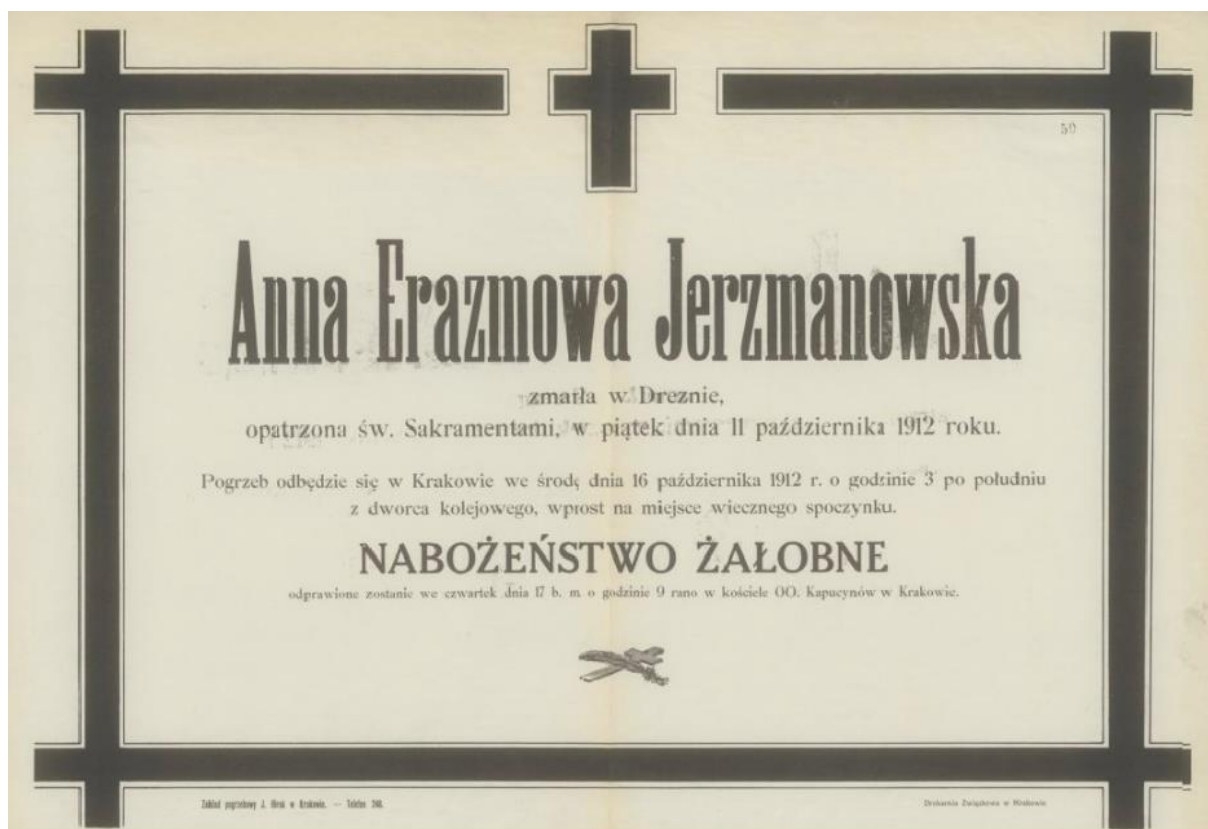 50
Anna Erazmowa Jerzmanowska
zmarła w Dreznie,
opatrzona św. Sakramentami, w piątek dnia 11 października 1912 roku.
Pogrzeb odbędzie się w Krakowie we środę dnia 16 października 1912 r. o godzinie 3 po południu
z dworca kolejowego, wprost na miejsce wiecznego spoczynku.
NABOŻEŃSTWO ŻAŁOBNE
odprawione zostanie we czwartek dnia 17 b. m. o godzinie 9 rano w kościele OO. Kapucynów w Krakowie.
Zakład pogrzebowy J. w Krakowie. — Telefon 248.
Drukarnia Związkowa w Krakowie